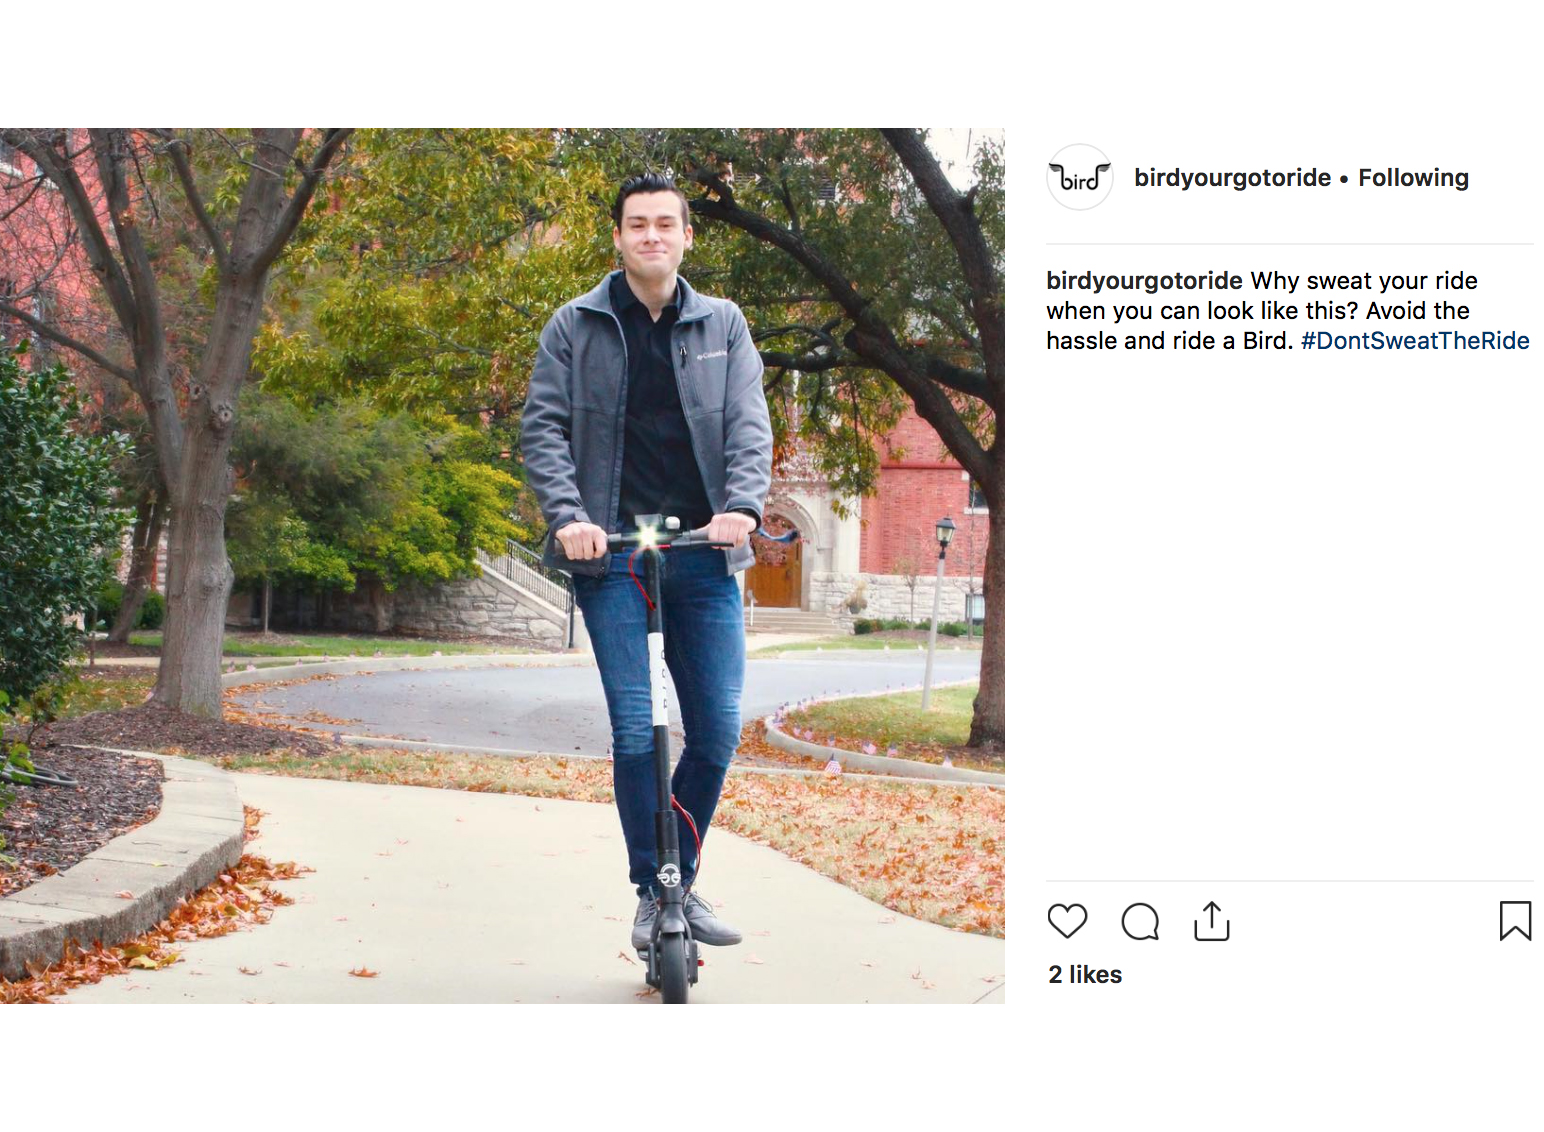 bird
birdyourgotoride • Following
birdyourgotoride Why sweat your ride
when you can look like this? Avoid the
hassle and ride a Bird. #DontSweatTheRide
2 likes
Columbia